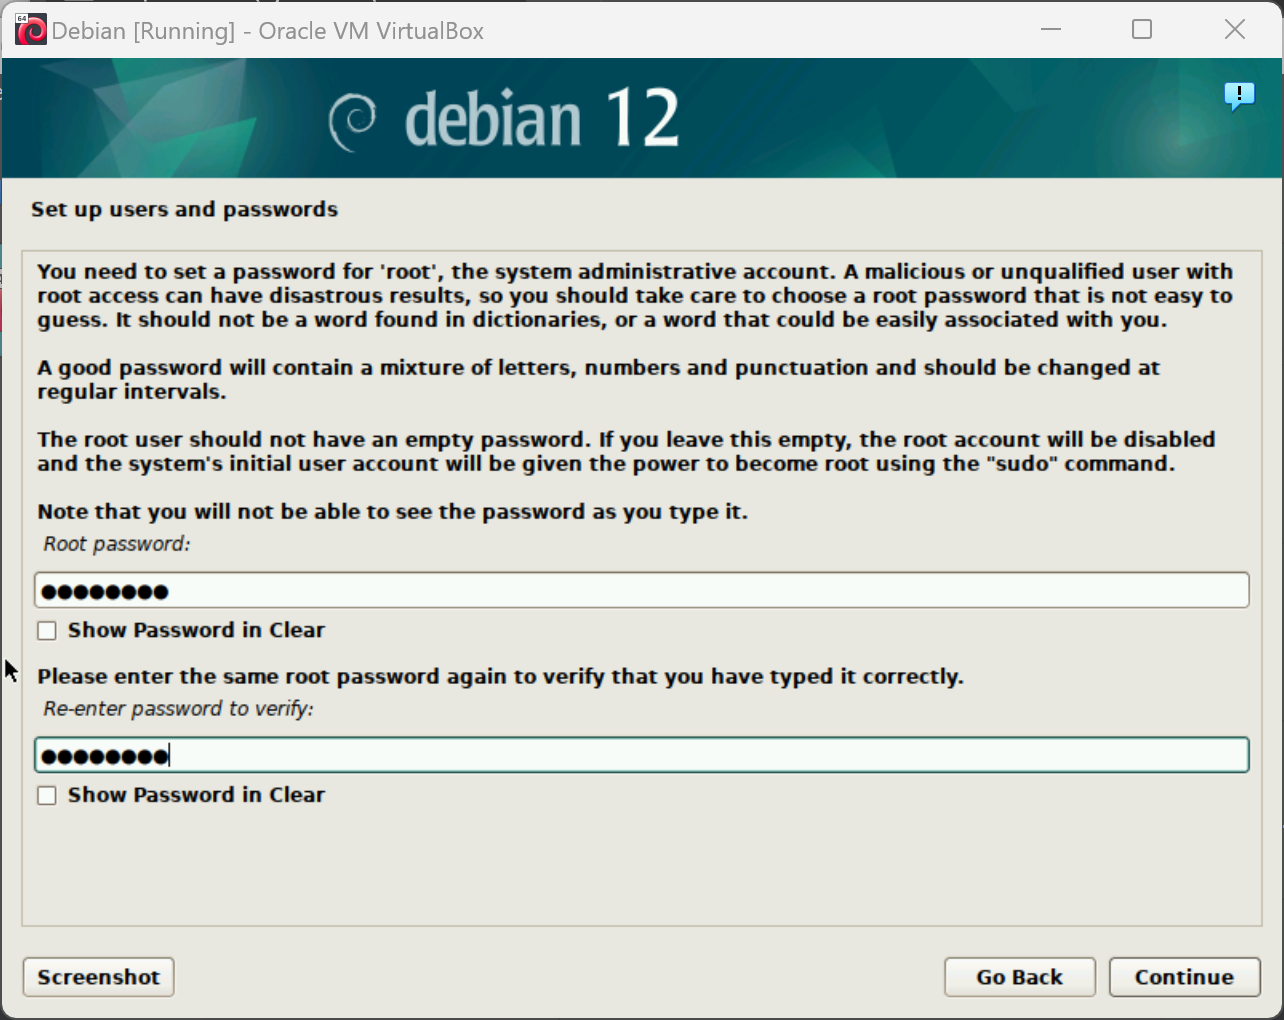 64
Debian [Running] - Oracle VM VirtualBox
debian 12
!
Set up users and passwords
You need to set a password for 'root', the system administrative account. A malicious or unqualified user with
root access can have disastrous results, so you should take care to choose a root password that is not easy to
guess. It should not be a word found in dictionaries, or a word that could be easily associated with you.
A good password will contain a mixture of letters, numbers and punctuation and should be changed at
regular intervals.
The root user should not have an empty password. If you leave this empty, the root account will be disabled
and the system's initial user account will be given the power to become root using the "sudo" command.
Note that you will not be able to see the password as you type it.
Root password:
●●●●●●●●
Show Password in Clear
Please enter the same root password again to verify that you have typed it correctly.
Re-enter password to verify:
●●●●●●●●
Show Password in Clear
Screenshot
Go Back
Continue